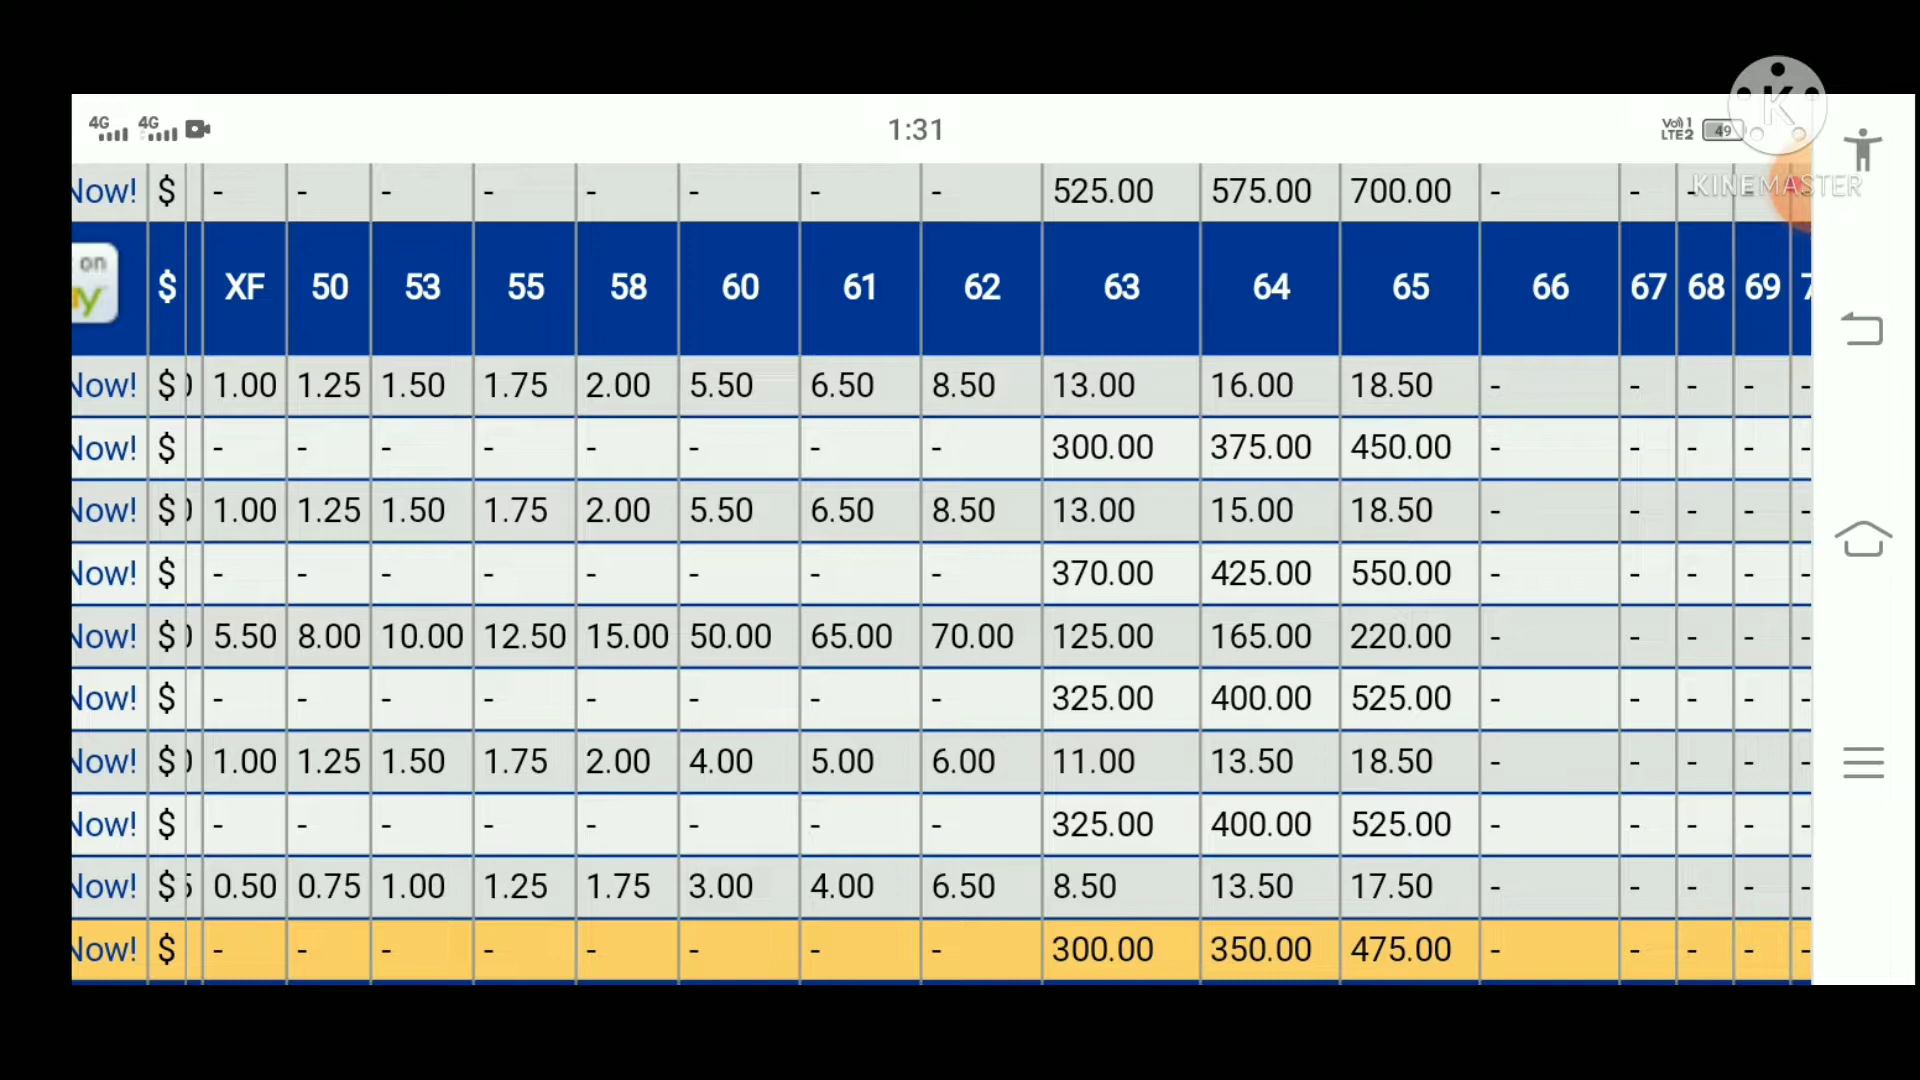 4G 4G 1:31 Vo)) 1 LTE2 49
K
KINEMASTER
Now! $ - - - - - - - - 525.00 575.00 700.00 - - -
on $ XF 50 53 55 58 60 61 62 63 64 65 66 67 68 69
Now! $ 1.00 1.25 1.50 1.75 2.00 5.50 6.50 8.50 13.00 16.00 18.50 - - - - -
Now! $ - - - - - - - - 300.00 375.00 450.00 - - - - -
Now! $ 1.00 1.25 1.50 1.75 2.00 5.50 6.50 8.50 13.00 15.00 18.50 - - - - -
Now! $ - - - - - - - - 370.00 425.00 550.00 - - - - -
Now! $ 5.50 8.00 10.00 12.50 15.00 50.00 65.00 70.00 125.00 165.00 220.00 - - - - -
Now! $ - - - - - - - - 325.00 400.00 525.00 - - - - -
Now! $ 1.00 1.25 1.50 1.75 2.00 4.00 5.00 6.00 11.00 13.50 18.50 - - - - -
Now! $ - - - - - - - - 325.00 400.00 525.00 - - - - -
Now! $ 0.50 0.75 1.00 1.25 1.75 3.00 4.00 6.50 8.50 13.50 17.50 - - - - -
Now! $ - - - - - - - - 300.00 350.00 475.00 - - - - -